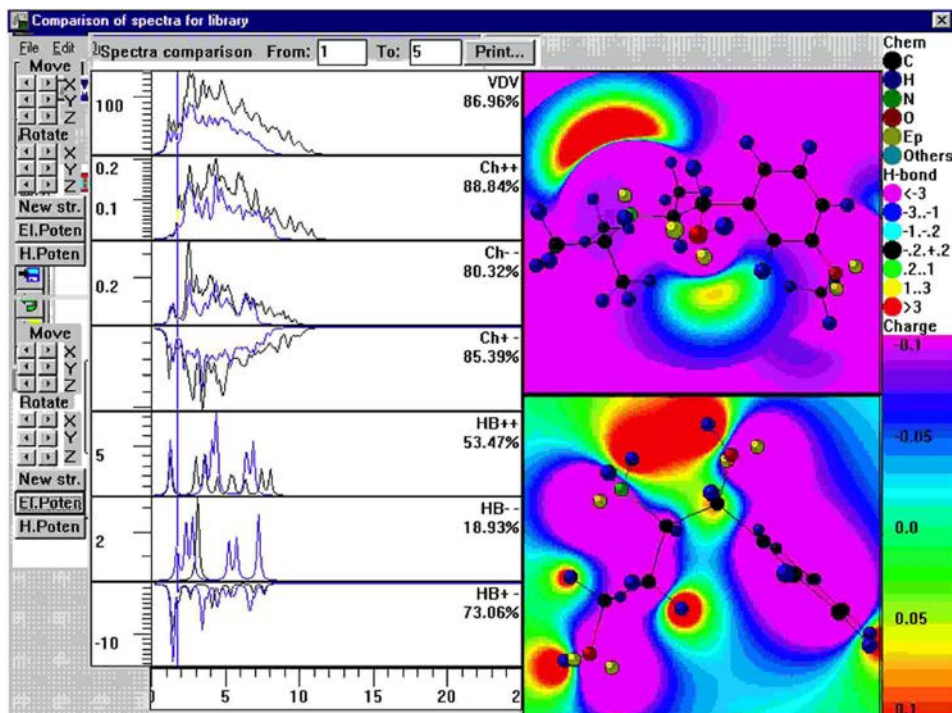 Comparison of spectra for library
File Edit
Spectra comparison From: 1 To: 5 Print...
Move
X
Y
Z
Rotate
X
Y
Z
New str.
El.Poten
H.Poten
Move
X
Y
Z
Rotate
X
Y
Z
New str.
El.Poten
H.Poten
100
VDV
86.96%
0.2
0.1
Ch++
88.84%
0.2
Ch--
80.32%
Ch+-
85.39%
5
HB++
53.47%
2
HB--
18.93%
-10
HB+-
73.06%
0 5 10 15 20 2
Chem
C
H
N
O
Ep
Others
H-bond
<-3
-3..-1
-1.-.2
-.2.+.2
.2..1
1..3
>3
Charge
-0.1
-0.05
0.0
0.05
0.1